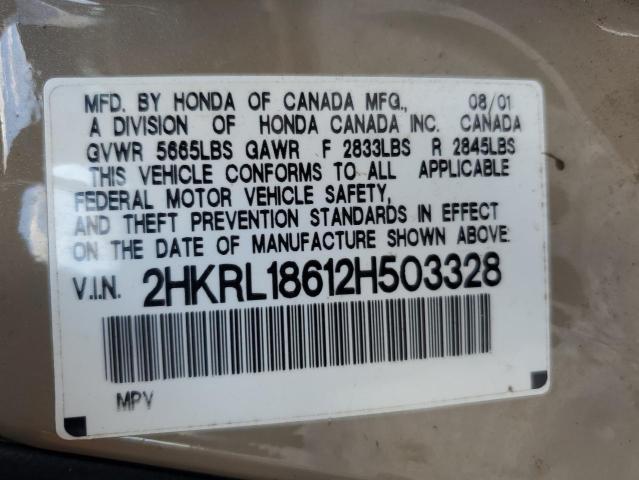 MFD. BY HONDA OF CANADA MFG., 08/01
A DIVISION OF HONDA CANADA INC. CANADA
GVWR 5665LBS GAWR F 2833LBS R 2845LBS
THIS VEHICLE CONFORMS TO ALL APPLICABLE
FEDERAL MOTOR VEHICLE SAFETY,
AND THEFT PREVENTION STANDARDS IN EFFECT
ON THE DATE OF MANUFACTURE SHOWN ABOVE.
V.I.N. 2HKRL18612H503328
MPV